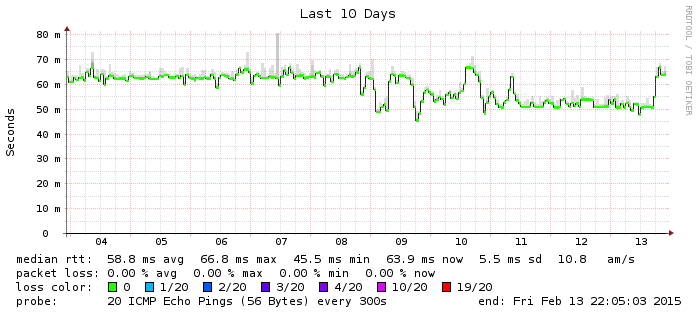 Last 10 Days
RRDTOOL / TOBI OETIKER
Seconds
80 m
70 m
60 m
50 m
40 m
30 m
20 m
10 m
0
04 05 06 07 08 09 10 11 12 13
median rtt: 58.8 ms avg 66.8 ms max 45.5 ms min 63.9 ms now 5.5 ms sd 10.8 am/s
packet loss: 0.00 % avg 0.00 % max 0.00 % min 0.00 % now
loss color: 0 1/20 2/20 3/20 4/20 10/20 19/20
probe: 20 ICMP Echo Pings (56 Bytes) every 300s end: Fri Feb 13 22:05:03 2015